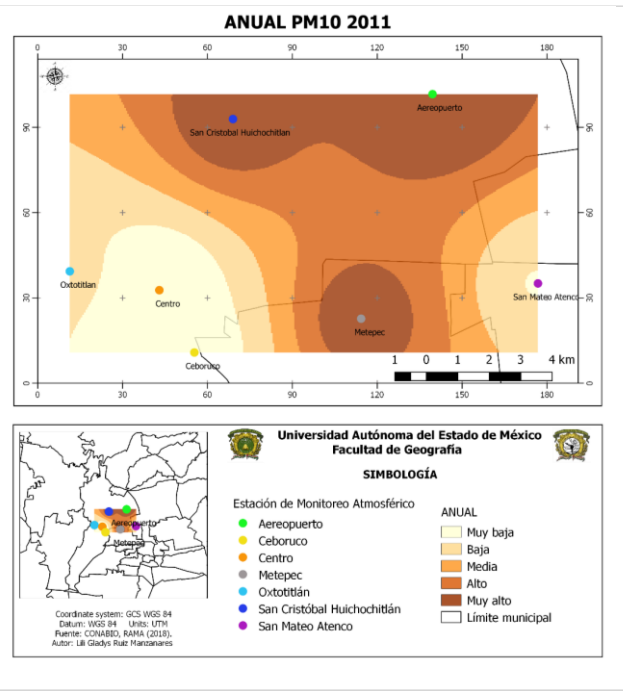 ANUAL PM10 2011
0 30 60 90 120 150 180
Aereopuerto
San Cristobal Huichochitlan
90 90
60 60
Oxtotitlan
Centro
San Mateo Atenco
30 30
Metepec
Ceboruco
1 0 1 2 3 4 km
0 0
0 30 60 90 120 150 180
Universidad Autónoma del Estado de México
Facultad de Geografía
SIMBOLOGÍA
Estación de Monitoreo Atmosférico
Aereopuerto
Ceboruco
Centro
Metepec
Oxtotitlán
San Cristóbal Huichochitlán
San Mateo Atenco
ANUAL
Muy baja
Baja
Media
Alto
Muy alto
Límite municipal
Aereopuerto
Metepec
Coordinate system: GCS WGS 84
Datum: WGS 84 Units: UTM
Fuente: CONABIO, RAMA (2018).
Autor: Lili Gladys Ruiz Manzanares